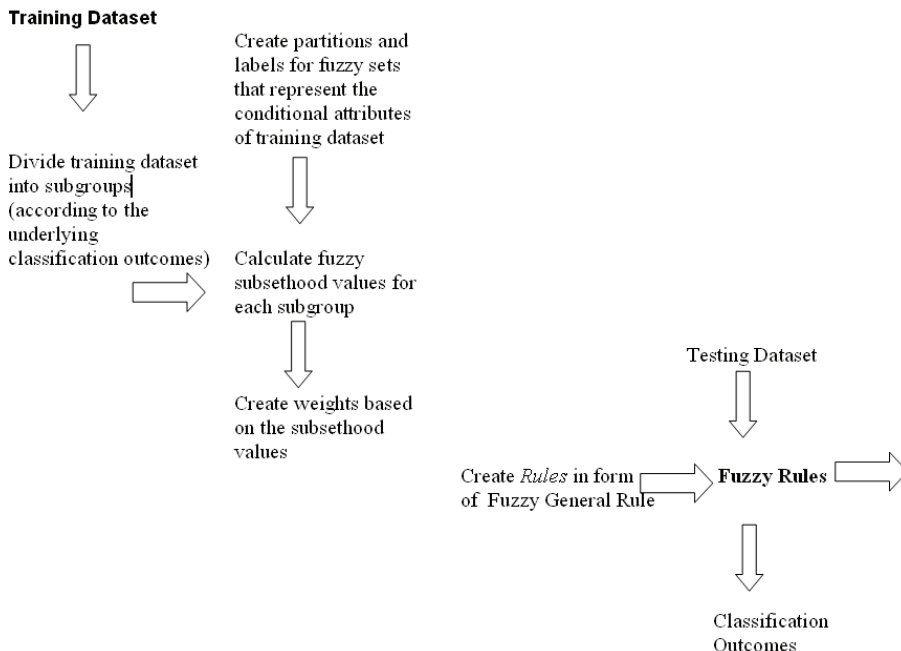 Training Dataset
Create partitions and
labels for fuzzy sets
that represent the
conditional attributes
of training dataset
Divide training dataset
into subgroups
(according to the
underlying
classification outcomes)
Calculate fuzzy
subsethood values for
each subgroup
Create weights based
on the subsethood
values
Testing Dataset
Create Rules in form
of Fuzzy General Rule
Fuzzy Rules
Classification
Outcomes